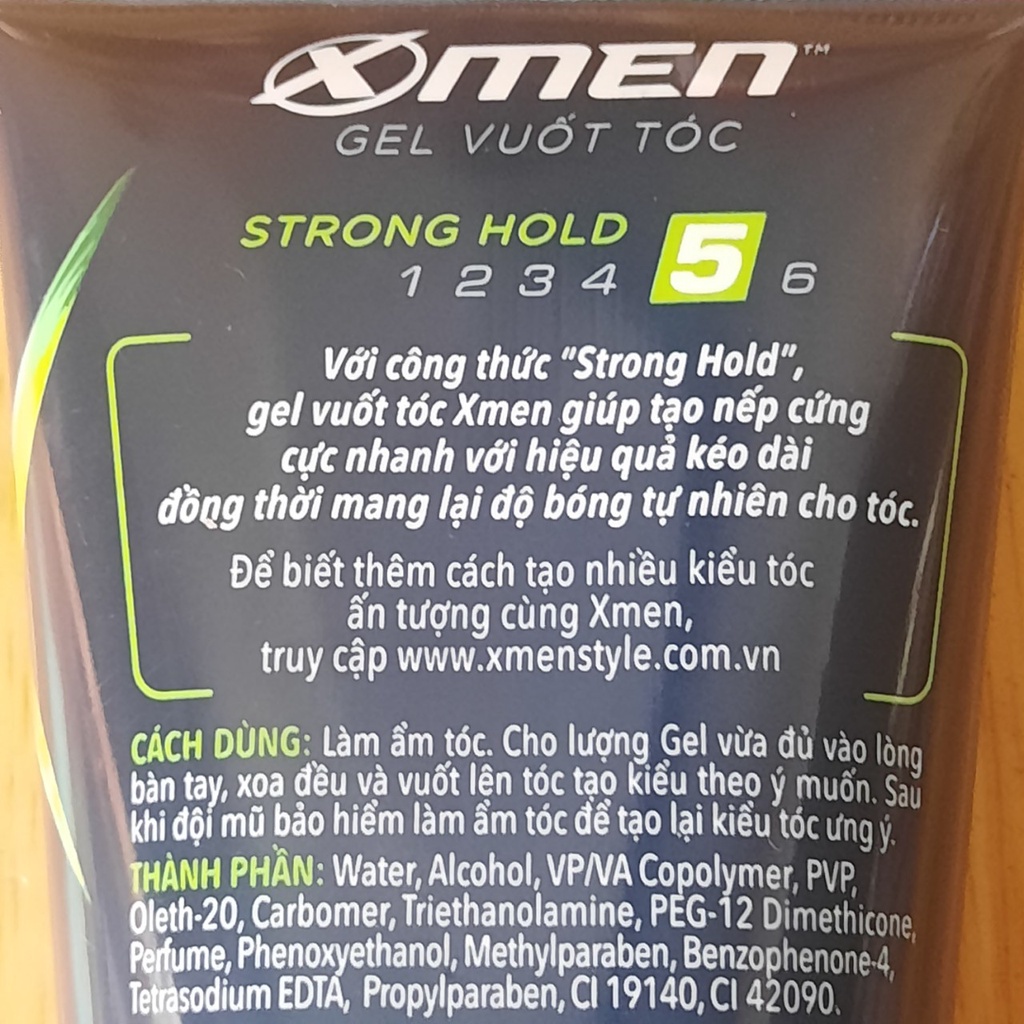 Xmen™
GEL VUỐT TÓC
STRONG HOLD
1 2 3 4 5 6
Với công thức “Strong Hold”,
gel vuốt tóc Xmen giúp tạo nếp cứng
cực nhanh với hiệu quả kéo dài
đồng thời mang lại độ bóng tự nhiên cho tóc.
Để biết thêm cách tạo nhiều kiểu tóc
ấn tượng cùng Xmen,
truy cập www.xmenstyle.com.vn
CÁCH DÙNG: Làm ẩm tóc. Cho lượng Gel vừa đủ vào lòng
bàn tay, xoa đều và vuốt lên tóc tạo kiểu theo ý muốn. Sau
khi đội mũ bảo hiểm làm ẩm tóc để tạo lại kiểu tóc ưng ý.
THÀNH PHẦN: Water, Alcohol, VP/VA Copolymer, PVP,
Oleth-20, Carbomer, Triethanolamine, PEG-12 Dimethicone,
Perfume, Phenoxyethanol, Methylparaben, Benzophenone-4,
Tetrasodium EDTA, Propylparaben, CI 19140, CI 42090.